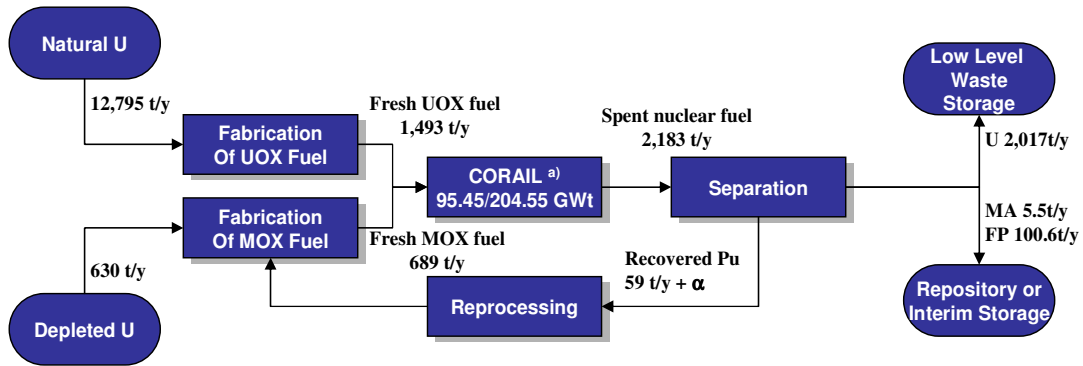 Natural U
12,795 t/y
Fabrication
Of UOX Fuel
Fresh UOX fuel
1,493 t/y
CORAIL a)
95.45/204.55 GWt
Spent nuclear fuel
2,183 t/y
Separation
Low Level
Waste
Storage
U 2,017t/y
MA 5.5t/y
FP 100.6t/y
Repository or
Interim Storage
Fabrication
Of MOX Fuel
Fresh MOX fuel
689 t/y
630 t/y
Depleted U
Reprocessing
Recovered Pu
59 t/y + α